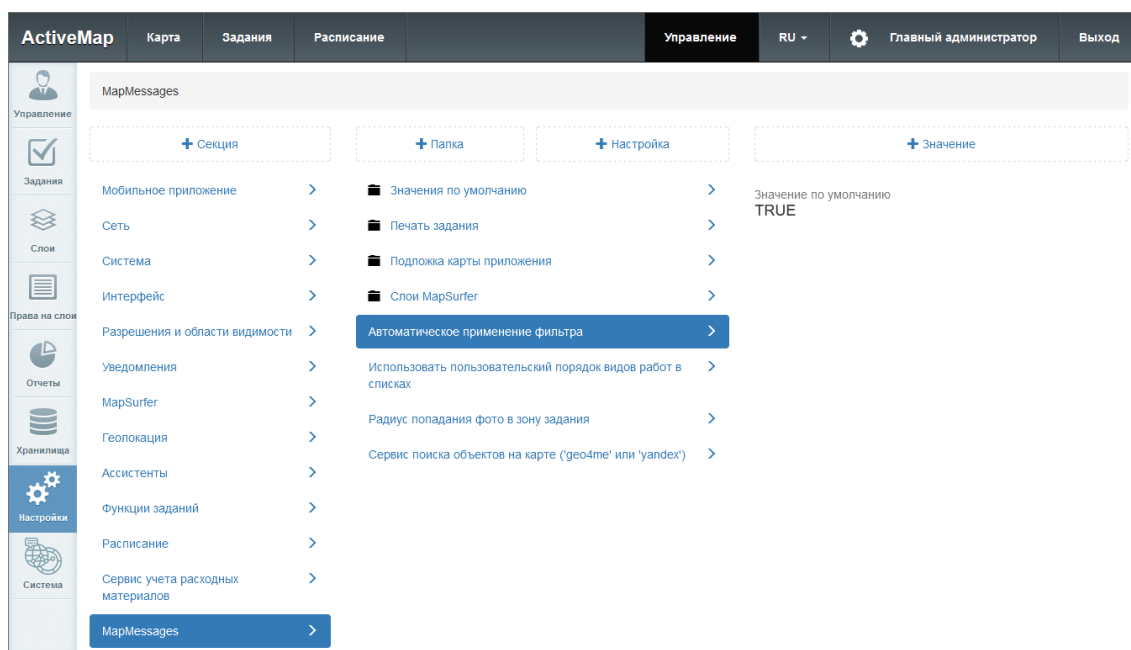 ActiveMap Карта Задания Расписание Управление RU Главный администратор Выход
Управление
Задания
Слои
Права на слои
Отчеты
Хранилища
Настройки
Система
MapMessages
+ Секция
+ Папка
+ Настройка
+ Значение
Мобильное приложение
Сеть
Система
Интерфейс
Разрешения и области видимости
Уведомления
MapSurfer
Геолокация
Ассистенты
Функции заданий
Расписание
Сервис учета расходных
материалов
MapMessages
Значения по умолчанию
Печать задания
Подложка карты приложения
Слои MapSurfer
Автоматическое применение фильтра
Использовать пользовательский порядок видов работ в
списках
Радиус попадания фото в зону задания
Сервис поиска объектов на карте ('geo4me' или 'yandex')
Значение по умолчанию
TRUE